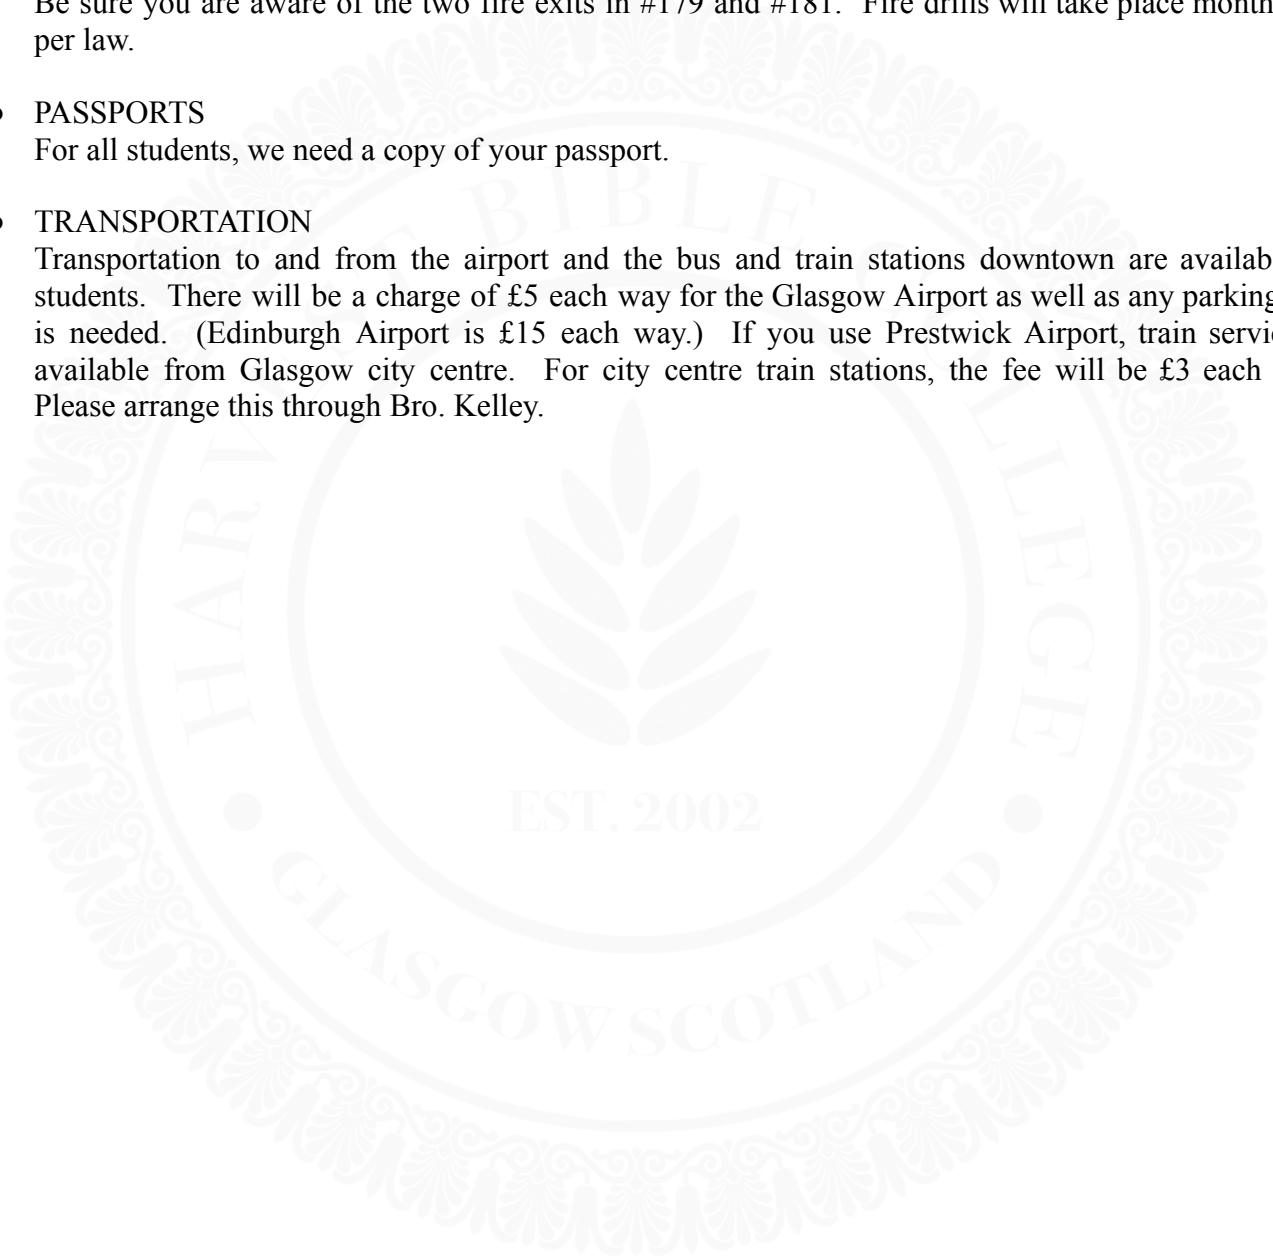 Be sure you are aware of the two fire exits in #179 and #181. Fire drills will take place month
per law.
• PASSPORTS
For all students, we need a copy of your passport.
• TRANSPORTATION
Transportation to and from the airport and the bus and train stations downtown are availab
students. There will be a charge of £5 each way for the Glasgow Airport as well as any parking
is needed. (Edinburgh Airport is £15 each way.) If you use Prestwick Airport, train servi
available from Glasgow city centre. For city centre train stations, the fee will be £3 each
Please arrange this through Bro. Kelley.
HARVEST BIBLE COLLEGE
EST. 2002
GLASGOW SCOTLAND